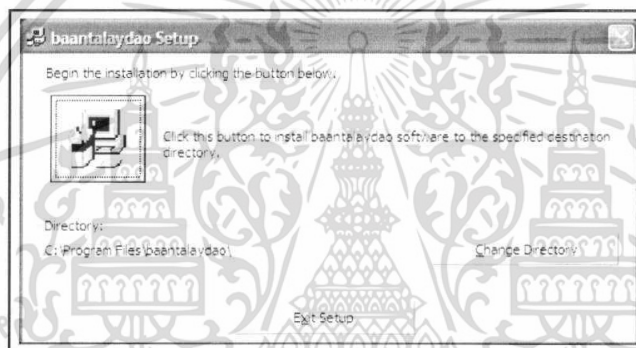 baantalaydao Setup
Begin the installation by clicking the button below.
Click this button to install baantalaydao software to the specified destination
directory.
Directory:
C:\Program Files\baantalaydao\
Change Directory
Exit Setup